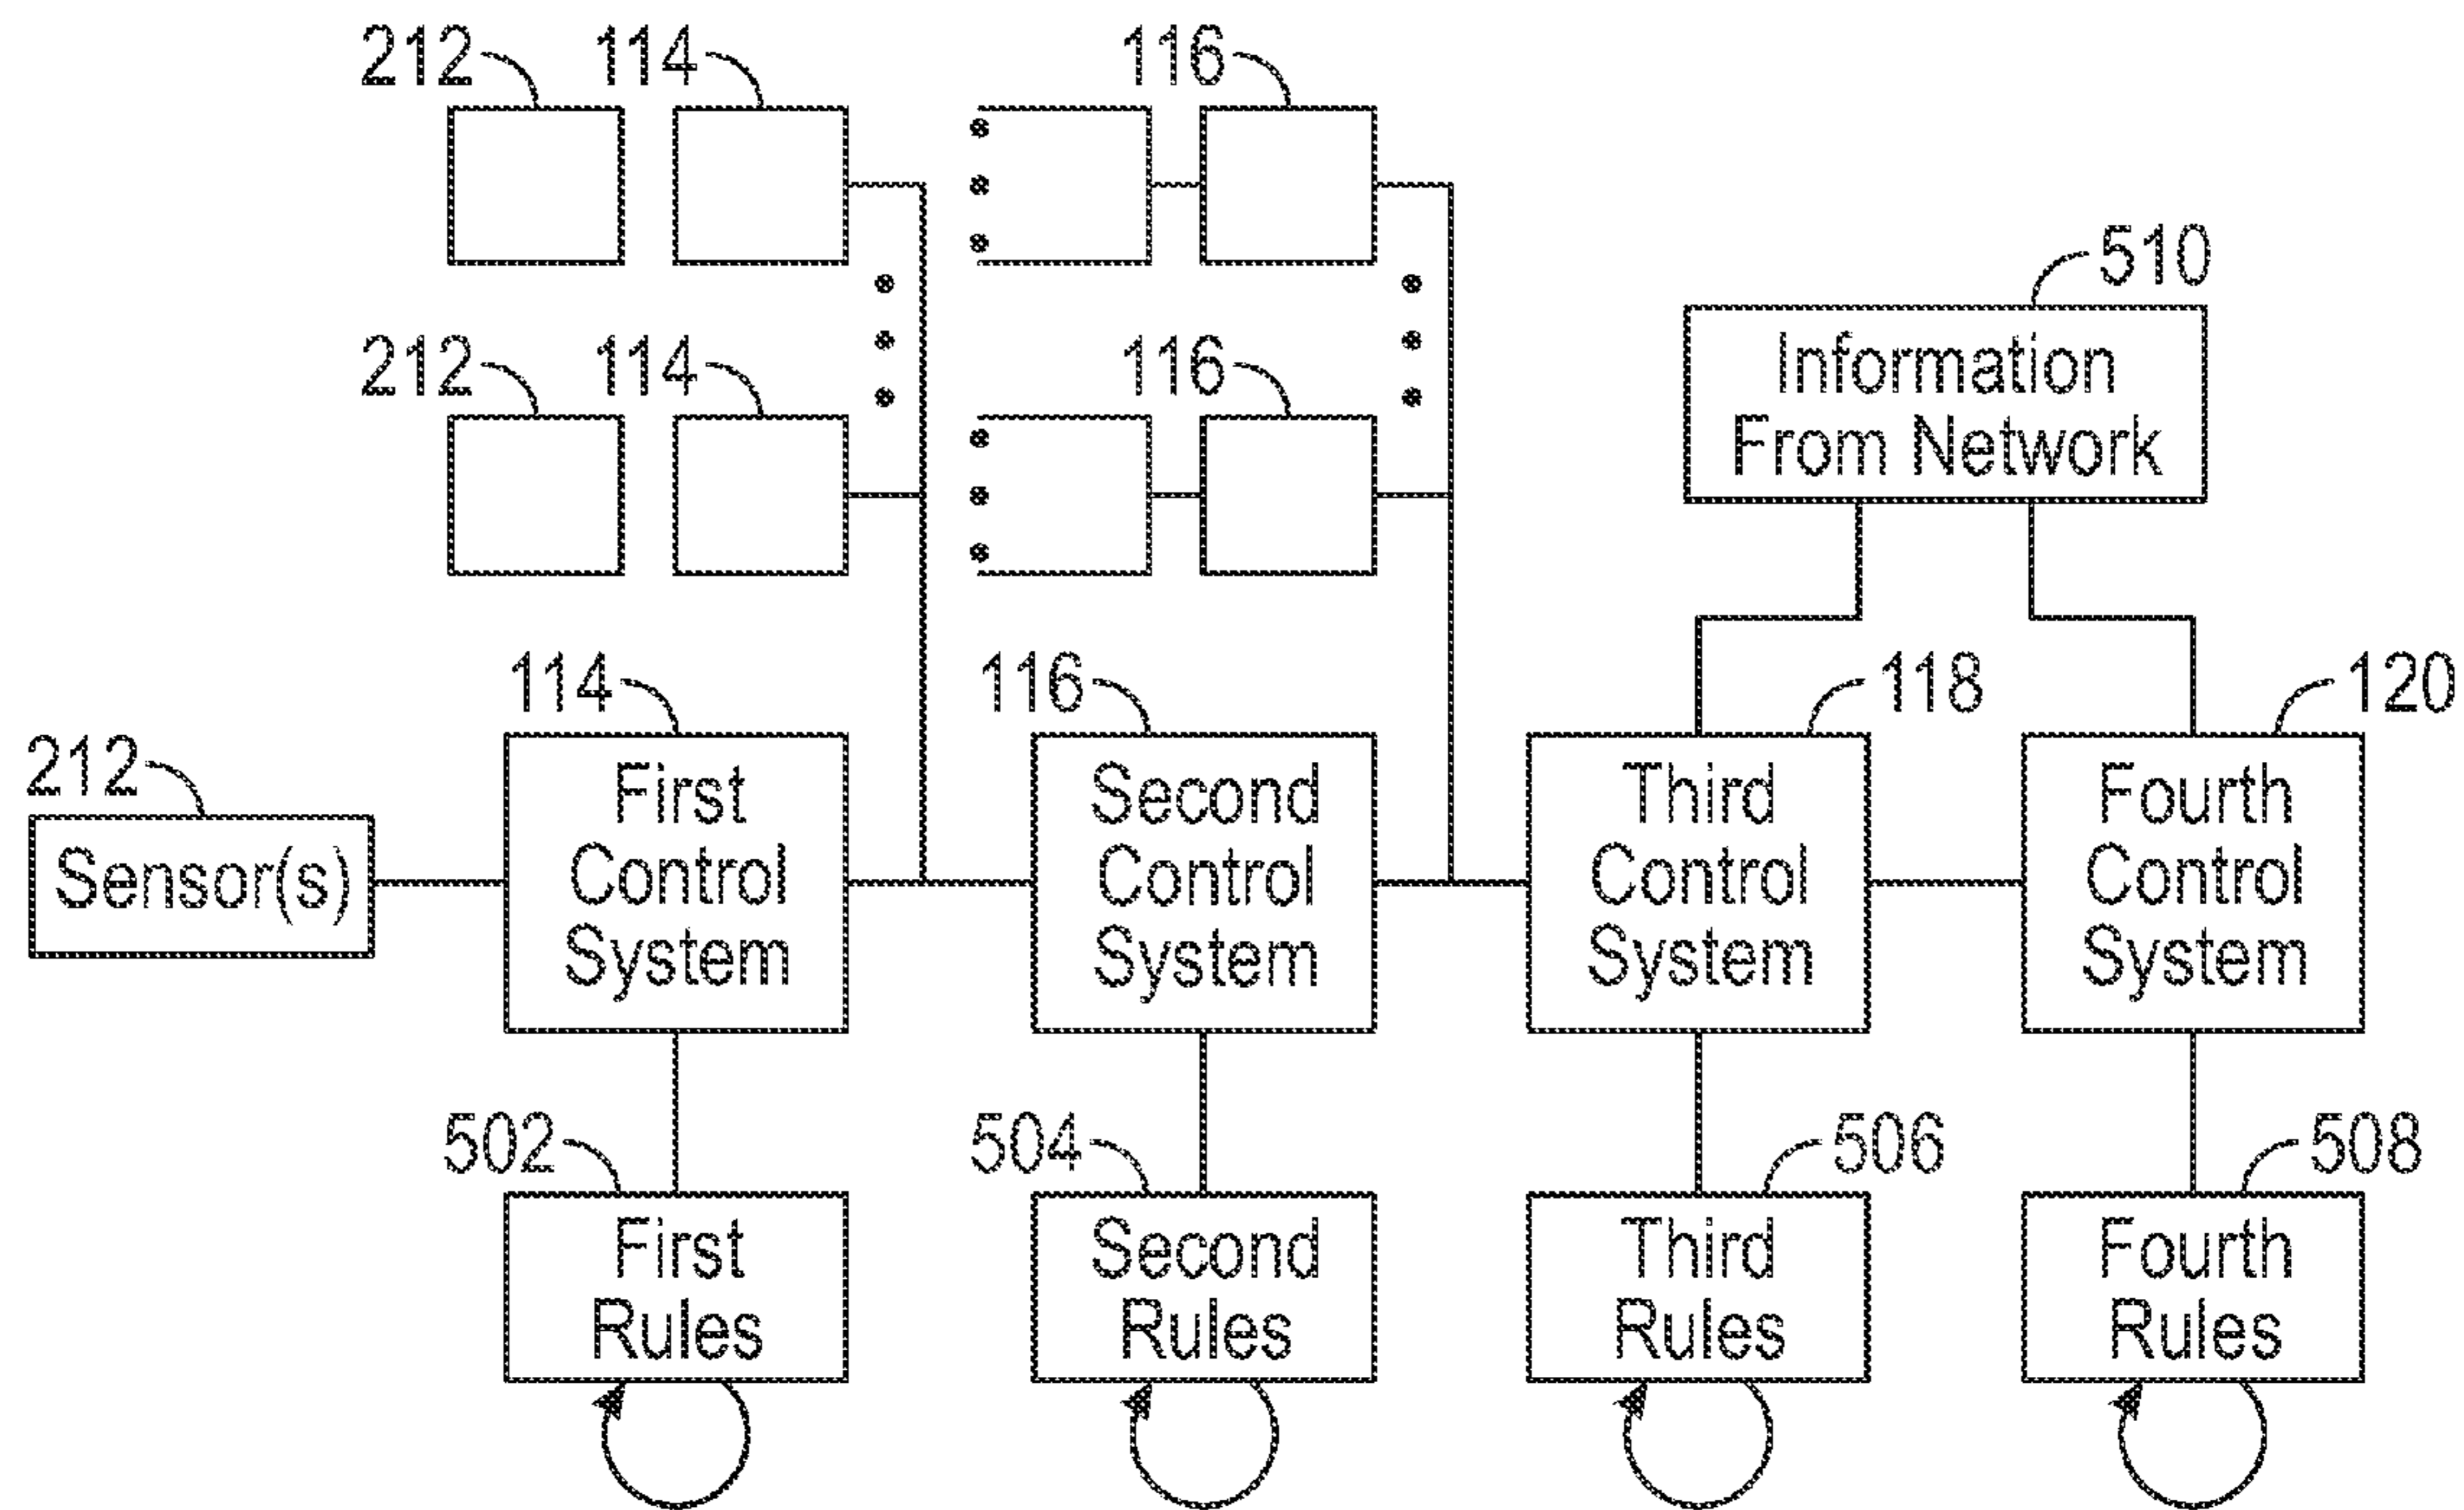 212 114 116
510
212 114 116
Information
From Network
114 116 118 120
212
First
Control
System
Second
Control
System
Third
Control
System
Fourth
Control
System
Sensor(s)
502 504 506 508
First
Rules
Second
Rules
Third
Rules
Fourth
Rules